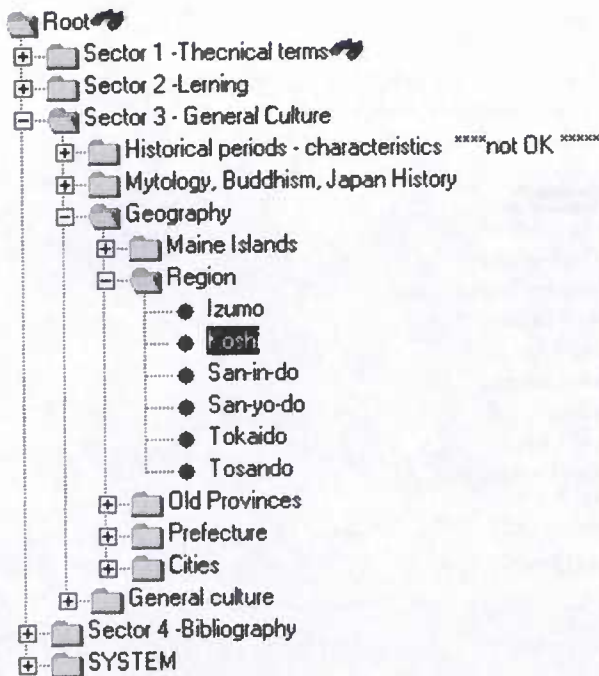 Root
Sector 1 -Thecnical terms
Sector 2 -Lerning
Sector 3 - General Culture
Historical periods - characteristics ****not OK *****
Mytology, Buddhism, Japan History
Geography
Maine Islands
Region
Izumo
Koshi
San-in-do
San-yo-do
Tokaido
Tosando
Old Provinces
Prefecture
Cities
General culture
Sector 4 -Bibliography
SYSTEM